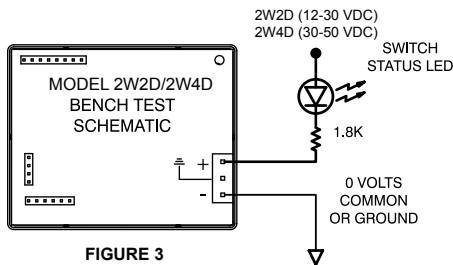 2W2D (12-30 VDC)
2W4D (30-50 VDC)
SWITCH
STATUS LED
MODEL 2W2D/2W4D
BENCH TEST
SCHEMATIC
1.8K
+
-
0 VOLTS
COMMON
OR GROUND
FIGURE 3